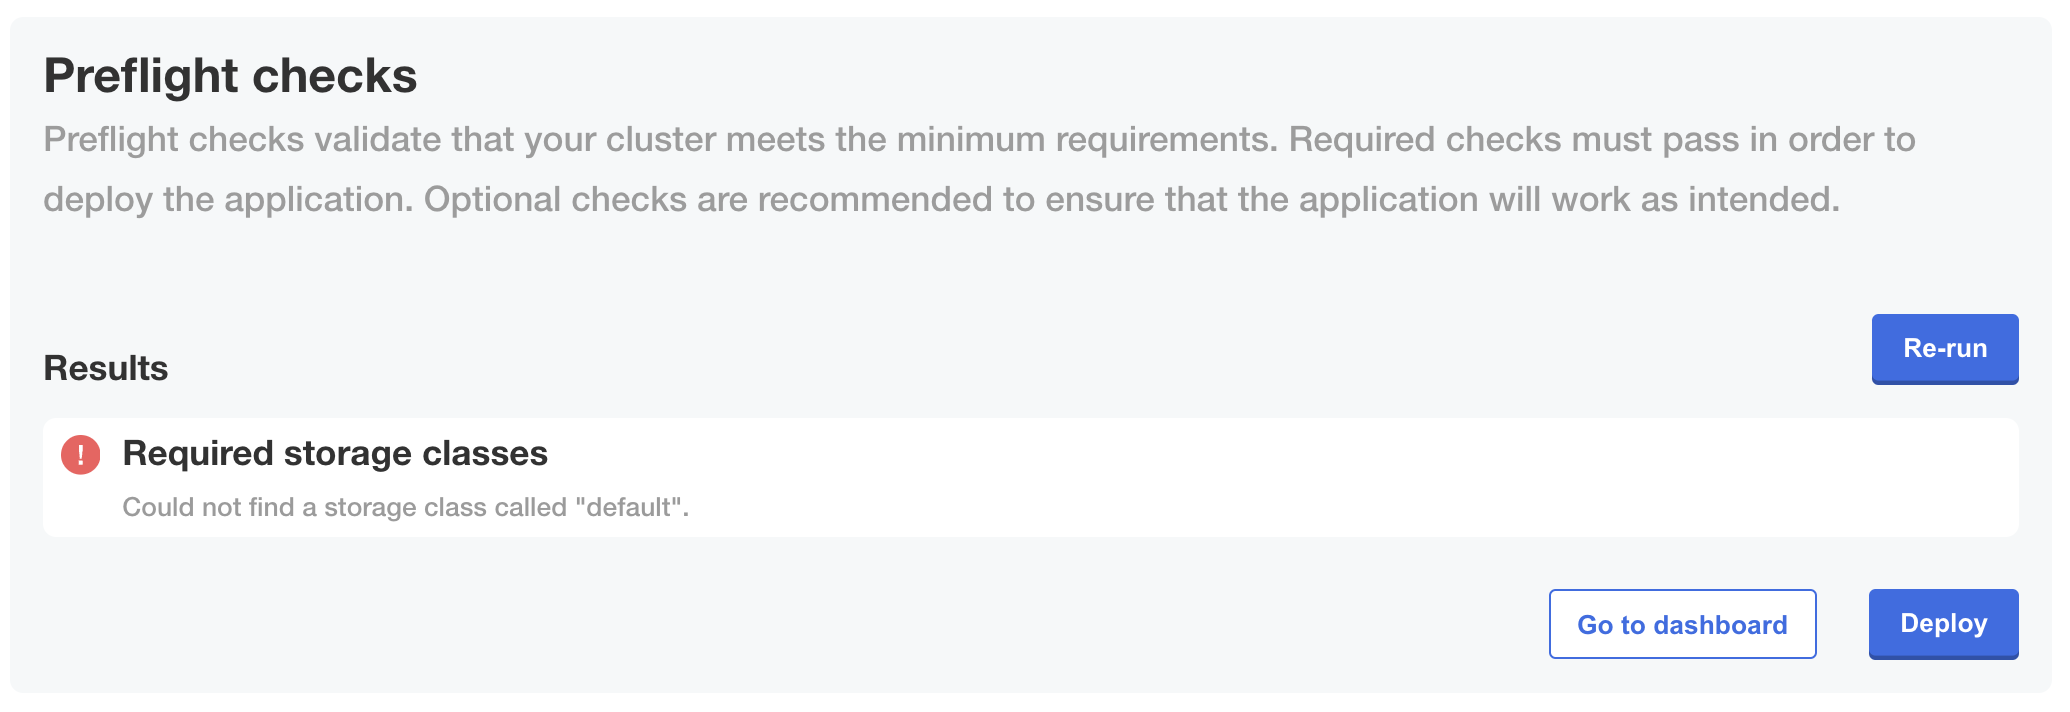 Preflight checks
Preflight checks validate that your cluster meets the minimum requirements. Required checks must pass in order to
deploy the application. Optional checks are recommended to ensure that the application will work as intended.
Re-run
Results
!
Required storage classes
Could not find a storage class called "default".
Go to dashboard
Deploy